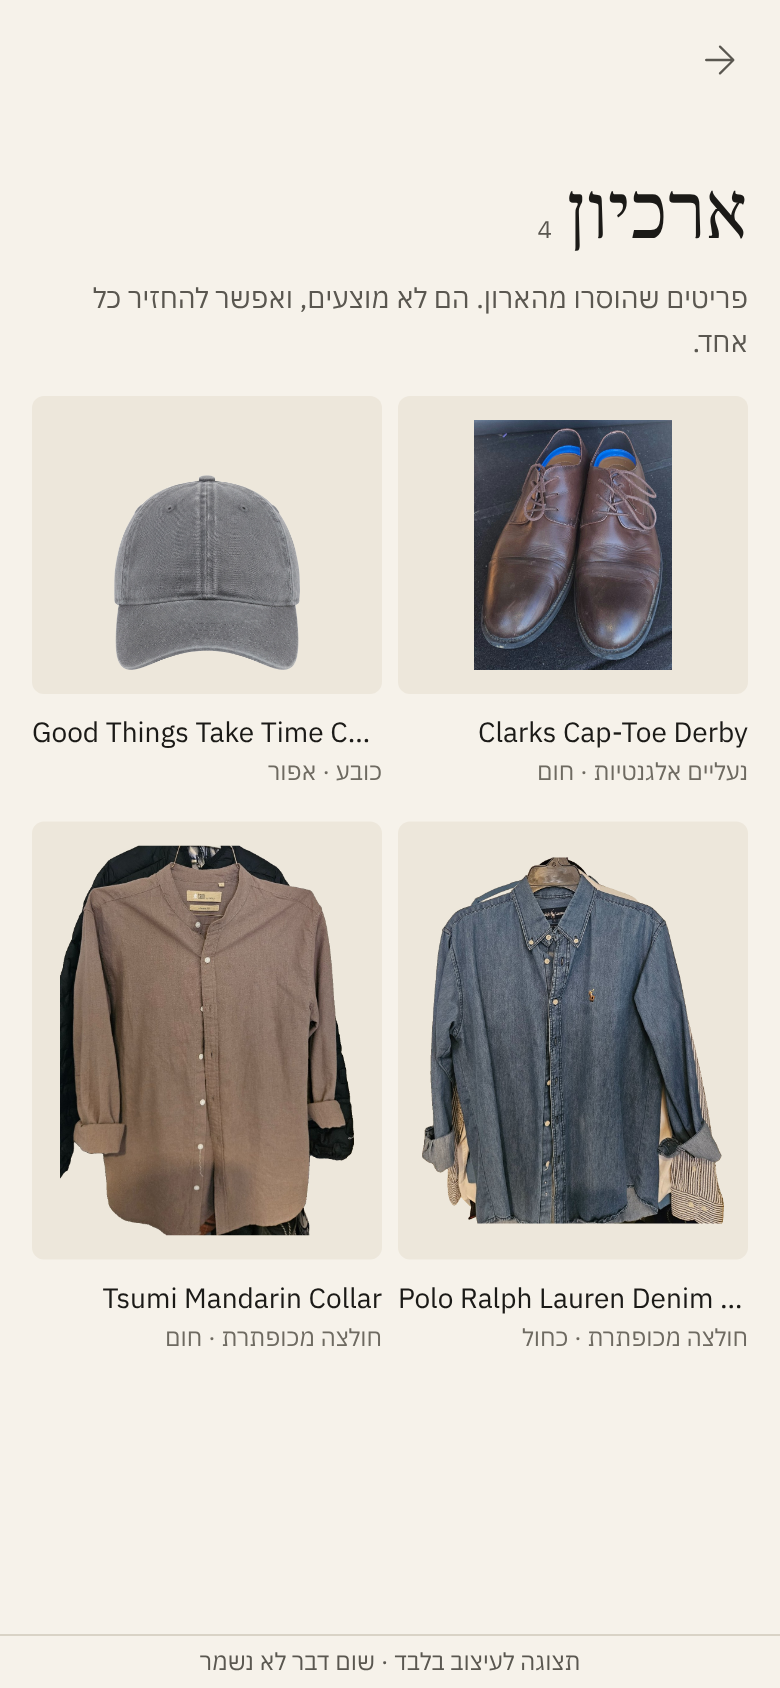 ארכיון 4
פריטים שהוסרו מהארון. הם לא מוצעים, ואפשר להחזיר כל
אחד.
Clarks Cap-Toe Derby
נעליים אלגנטיות · חום
Good Things Take Time C...
כובע · אפור
Polo Ralph Lauren Denim ...
חולצה מכופתרת · כחול
Tsumi Mandarin Collar
חולצה מכופתרת · חום
תצוגה לעיצוב בלבד · שום דבר לא נשמר